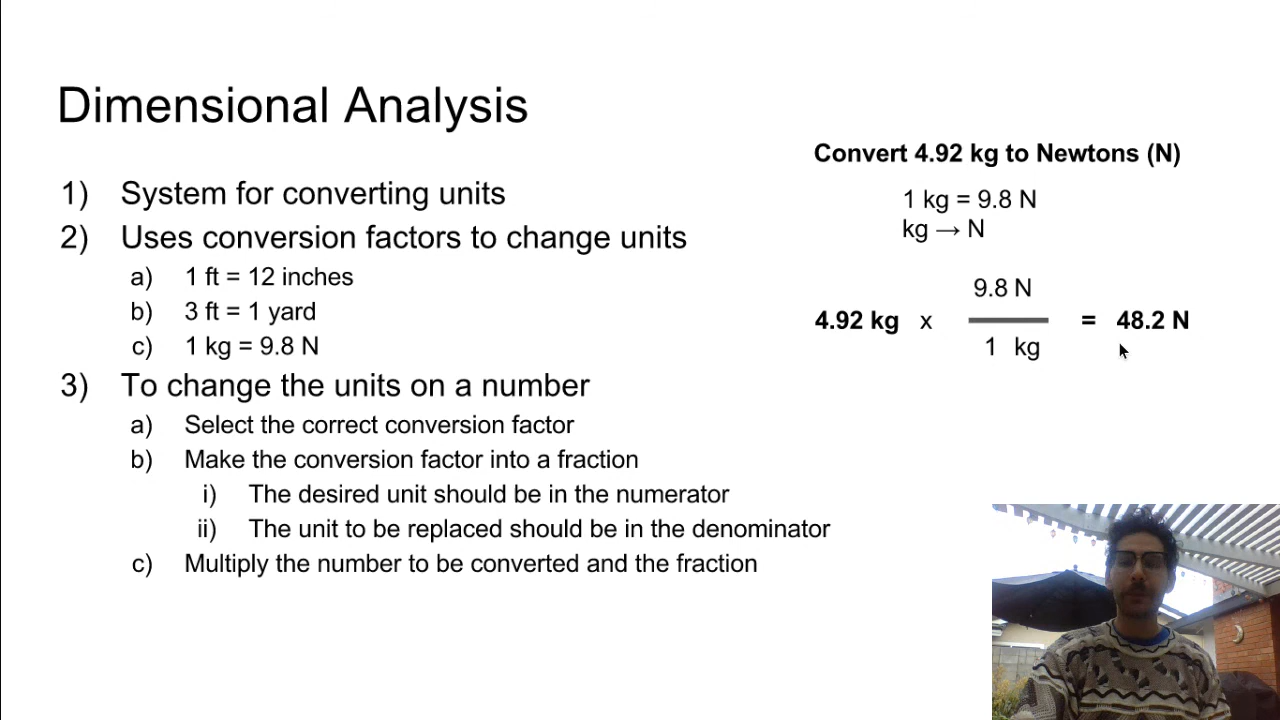 Dimensional Analysis
1) System for converting units
2) Uses conversion factors to change units
a) 1 ft = 12 inches
b) 3 ft = 1 yard
c) 1 kg = 9.8 N
3) To change the units on a number
a) Select the correct conversion factor
b) Make the conversion factor into a fraction
i) The desired unit should be in the numerator
ii) The unit to be replaced should be in the denominator
c) Multiply the number to be converted and the fraction
Convert 4.92 kg to Newtons (N)
1 kg = 9.8 N
kg → N
9.8 N
4.92 kg x = 48.2 N
1 kg